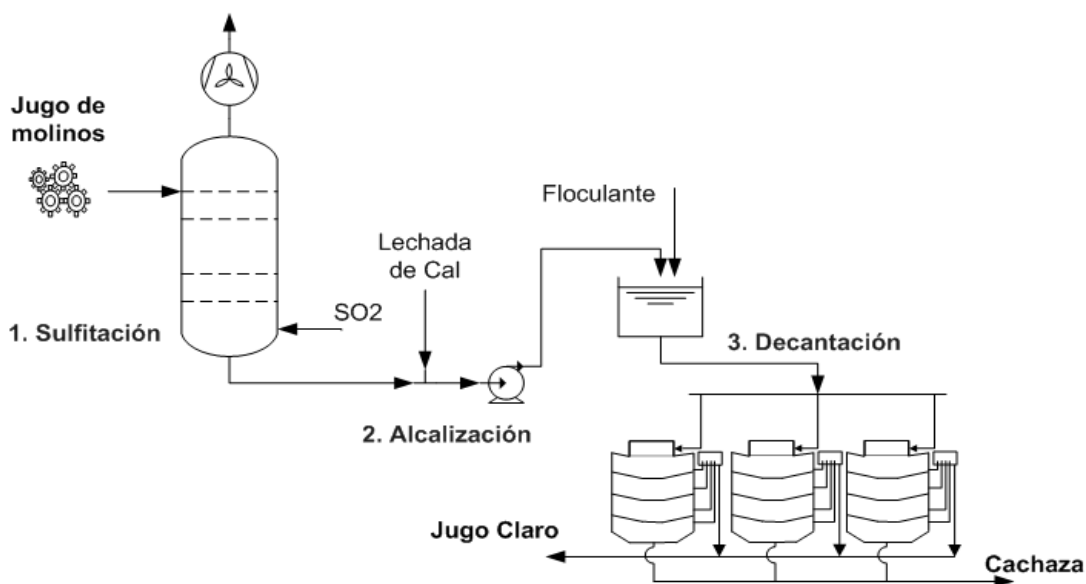 Jugo de
molinos
Floculante
Lechada
de Cal
SO2
1. Sulfitación
3. Decantación
2. Alcalización
Jugo Claro
Cachaza